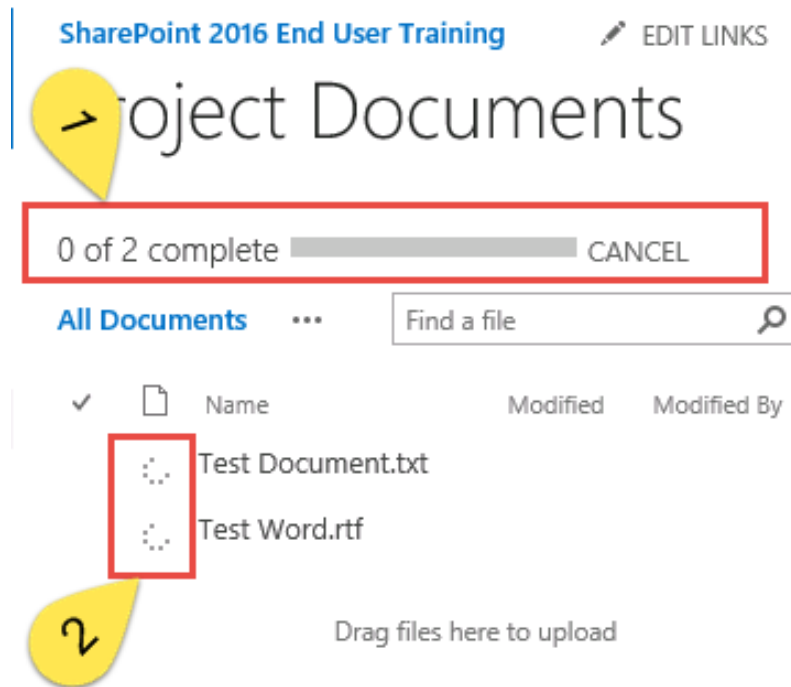 SharePoint 2016 End User Training EDIT LINKS
roject Documents
1
0 of 2 complete CANCEL
All Documents ••• Find a file
Name Modified Modified By
Test Document.txt
Test Word.rtf
2
Drag files here to upload